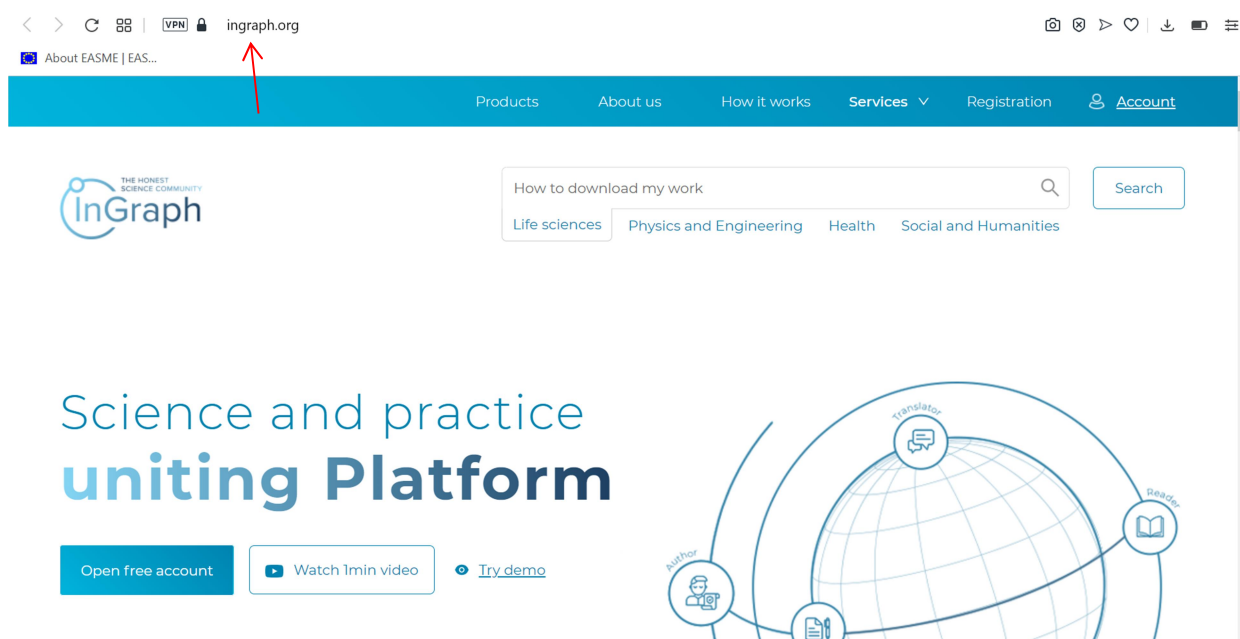 VPN ingraph.org
About EASME | EAS...
Products About us How it works Services Registration Account
THE HONEST
SCIENCE COMMUNITY
InGraph
How to download my work
Search
Life sciences Physics and Engineering Health Social and Humanities
Science and practice
uniting Platform
Open free account Watch 1min video Try demo
Translator
Reader
Author